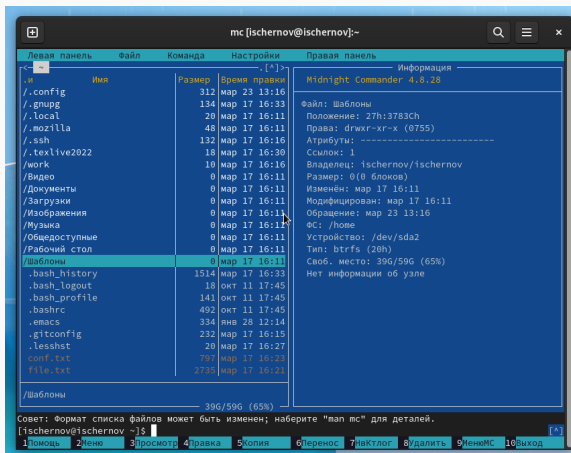 mc [ischernov@ischernov]:~
Левая панель Файл Команда Настройки Правая панель
<- ~ .[^]>
.и Имя Размер Время правки
/.config 312 мар 23 13:16
/.gnupg 134 мар 17 16:33
/.local 20 мар 17 16:11
/.mozilla 48 мар 17 16:11
/.ssh 132 мар 17 16:16
/.texlive2022 18 мар 17 16:30
/work 10 мар 17 16:16
/Видео 0 мар 17 16:11
/Документы 0 мар 17 16:11
/Загрузки 0 мар 17 16:11
/Изображения 0 мар 17 16:11
/Музыка 0 мар 17 16:11
/Общедоступные 0 мар 17 16:11
/Рабочий стол 0 мар 17 16:11
/Шаблоны 0 мар 17 16:11
.bash_history 1514 мар 17 16:33
.bash_logout 18 окт 11 17:45
.bash_profile 141 окт 11 17:45
.bashrc 492 окт 11 17:45
.emacs 334 янв 28 12:14
.gitconfig 232 мар 17 16:15
.lesshst 20 мар 17 16:27
conf.txt 797 мар 17 16:23
file.txt 2735 мар 17 16:21
/Шаблоны
39G/59G (65%)
Информация
Midnight Commander 4.8.28
Файл: Шаблоны
Положение: 27h:3783Ch
Права: drwxr-xr-x (0755)
Атрибуты: -------------------------
Ссылок: 1
Владелец: ischernov/ischernov
Размер: 0(0 блоков)
Изменён: мар 17 16:11
Модифицирован: мар 17 16:11
Обращение: мар 23 13:16
ФС: /home
Устройство: /dev/sda2
Тип: btrfs (20h)
Своб. место: 39G/59G (65%)
Нет информации об узле
Совет: Формат списка файлов может быть изменен; наберите "man mc" для деталей.
[ischernov@ischernov ~]$ [^]
1Помощь 2Меню 3Просмотр 4Правка 5Копия 6Перенос 7НвКтлог 8Удалить 9МенюМС 10Выход